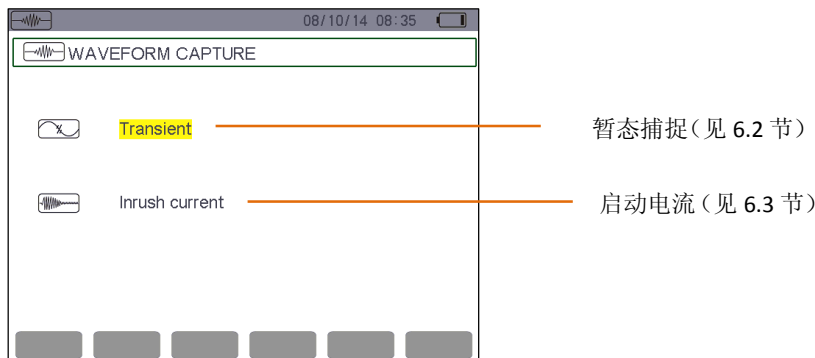 08/10/14 08:35
WAVEFORM CAPTURE
Transient
暂态捕捉（见 6.2 节）
Inrush current
启动电流（见 6.3 节）